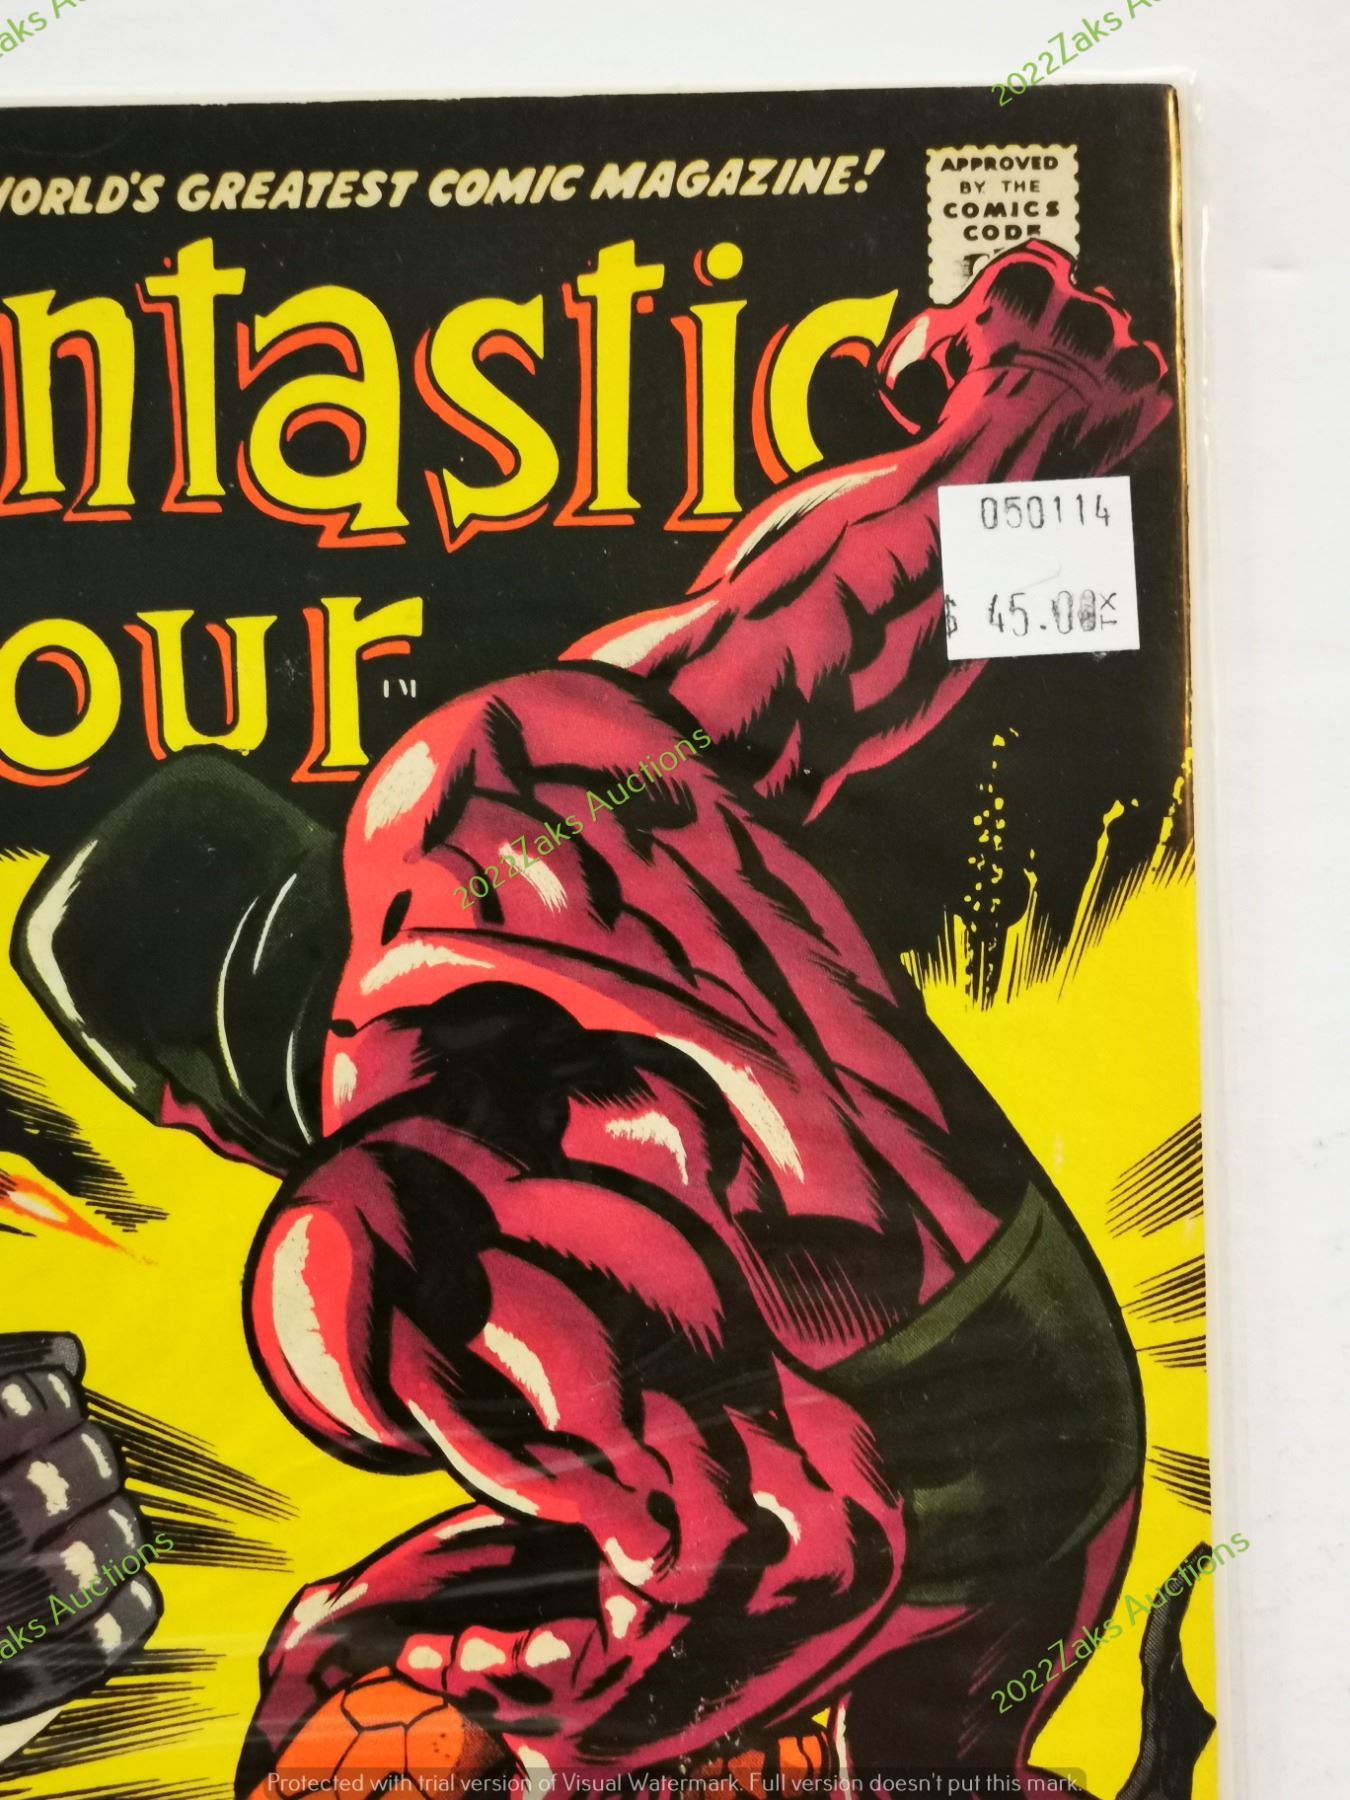 WORLD'S GREATEST COMIC MAGAZINE!
APPROVED
BY THE
COMICS
CODE
ntastic
our
TM
050114
$ 45.00
2022Zaks
2022Zaks Auctions
aks Auctions
2022Zaks Auctions
Protected with trial version of Visual Watermark. Full version doesn't put this mark.